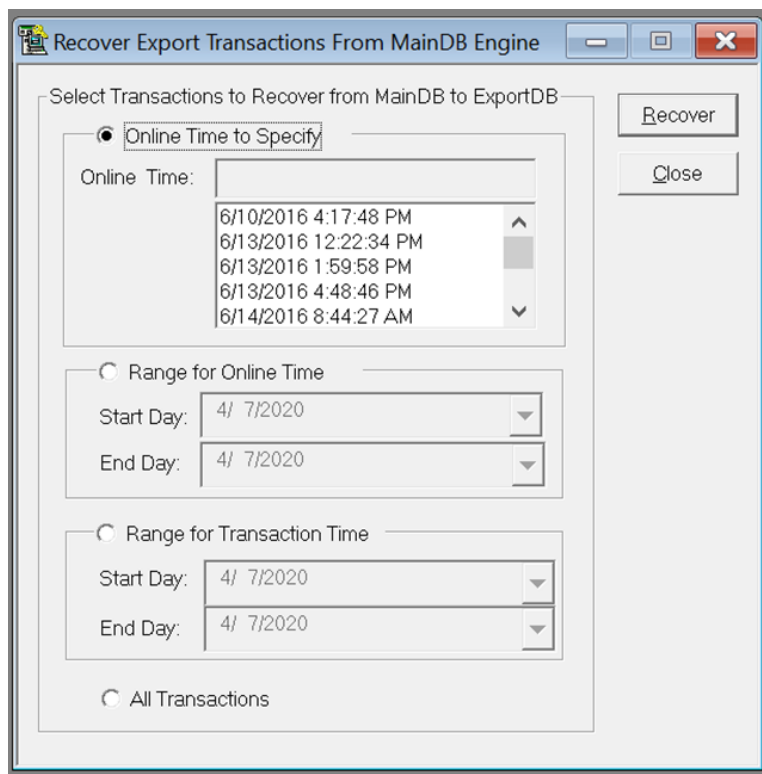 Recover Export Transactions From MainDB Engine
Select Transactions to Recover from MainDB to ExportDB
Recover
Online Time to Specify
Close
Online Time:
6/10/2016 4:17:48 PM
6/13/2016 12:22:34 PM
6/13/2016 1:59:58 PM
6/13/2016 4:48:46 PM
6/14/2016 8:44:27 AM
Range for Online Time
Start Day: 4/ 7/2020
End Day: 4/ 7/2020
Range for Transaction Time
Start Day: 4/ 7/2020
End Day: 4/ 7/2020
All Transactions